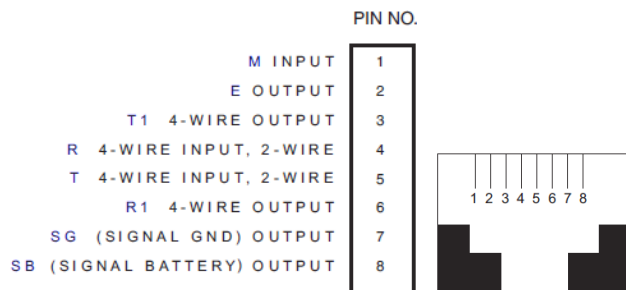 PIN NO.
M INPUT 1
E OUTPUT 2
T1 4-WIRE OUTPUT 3
R 4-WIRE INPUT, 2-WIRE 4
T 4-WIRE INPUT, 2-WIRE 5
R1 4-WIRE OUTPUT 6
SG (SIGNAL GND) OUTPUT 7
SB (SIGNAL BATTERY) OUTPUT 8
1 2 3 4 5 6 7 8